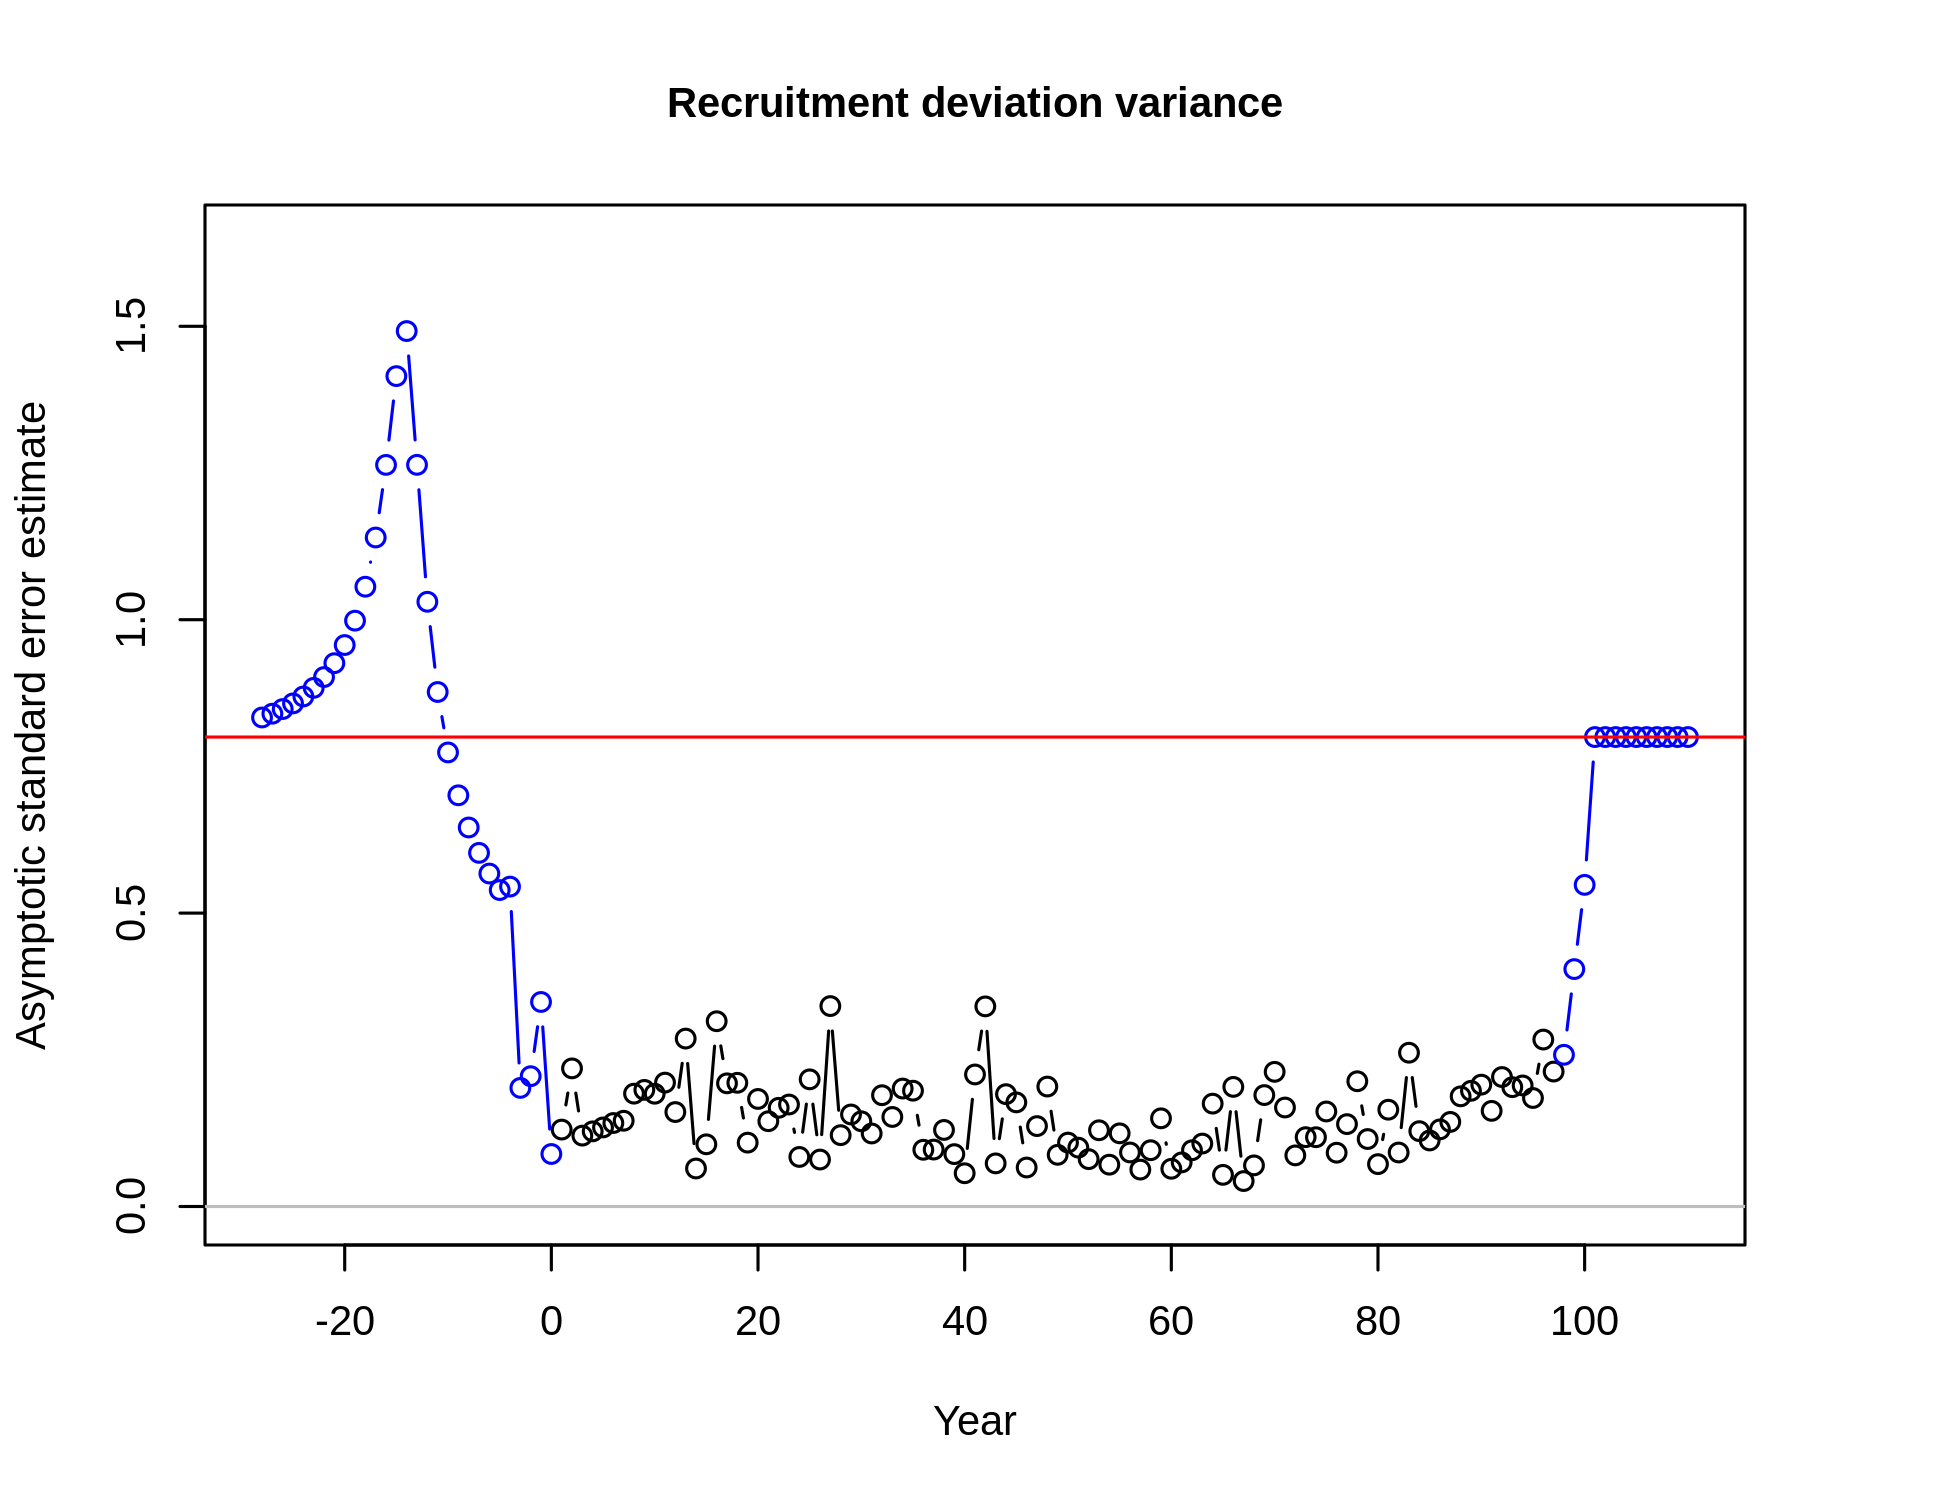 Recruitment deviation variance
Asymptotic standard error estimate
1.5
1.0
0.5
0.0
-20 0 20 40 60 80 100
Year